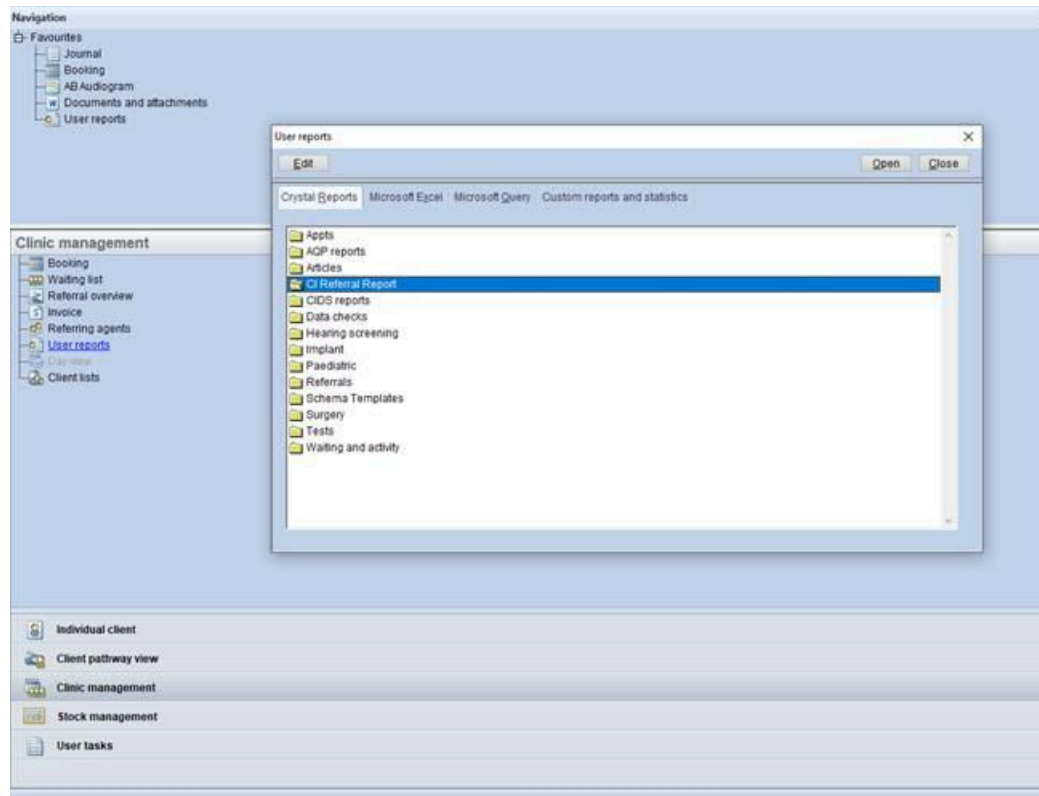 Navigation
Favourites
Journal
Booking
AB Audiogram
Documents and attachments
User reports
User reports
Edit
Open Close
Crystal Reports Microsoft Excel Microsoft Query Custom reports and statistics
Appts
AQP reports
Articles
CI Referral Report
CIDS reports
Data checks
Hearing screening
Implant
Paediatric
Referrals
Schema Templates
Surgery
Tests
Waiting and activity
Clinic management
Booking
Waiting list
Referral overview
Invoice
Referring agents
User reports
Day view
Client lists
Individual client
Client pathway view
Clinic management
Stock management
User tasks